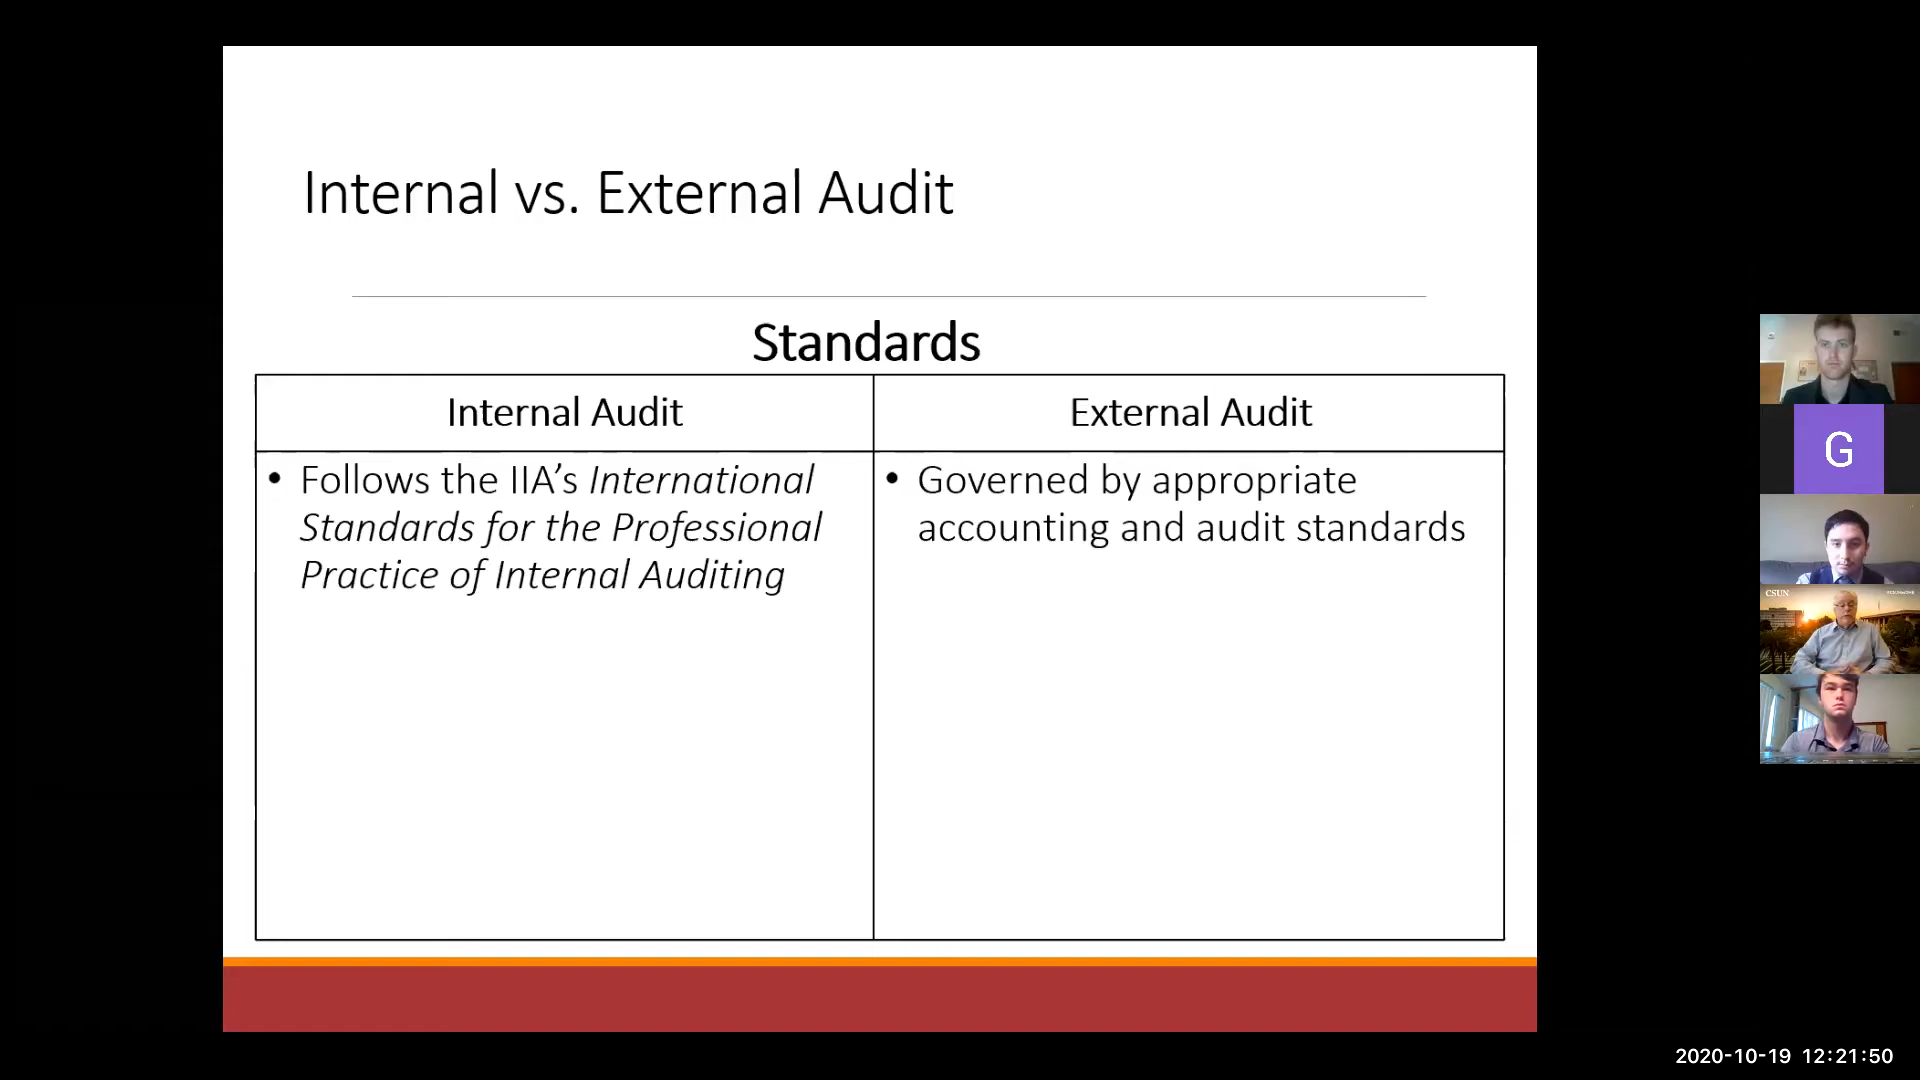 Internal vs. External Audit
Standards
Internal Audit
External Audit
• Follows the IIA’s International
Standards for the Professional
Practice of Internal Auditing
• Governed by appropriate
accounting and audit standards
G
CSUN
2020-10-19 12:21:50